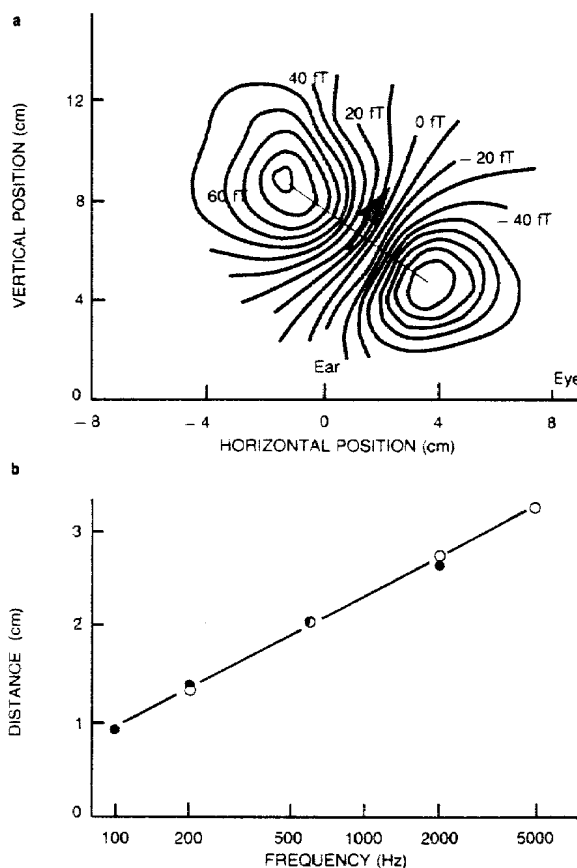 a
VERTICAL POSITION (cm)
12
8
4
0
40 fT
20 fT
0 fT
− 20 fT
− 40 fT
60 fT
Ear
Eye
− 8
− 4
0
4
8
HORIZONTAL POSITION (cm)
b
DISTANCE (cm)
3
2
1
0
100
200
500
1000
2000
5000
FREQUENCY (Hz)